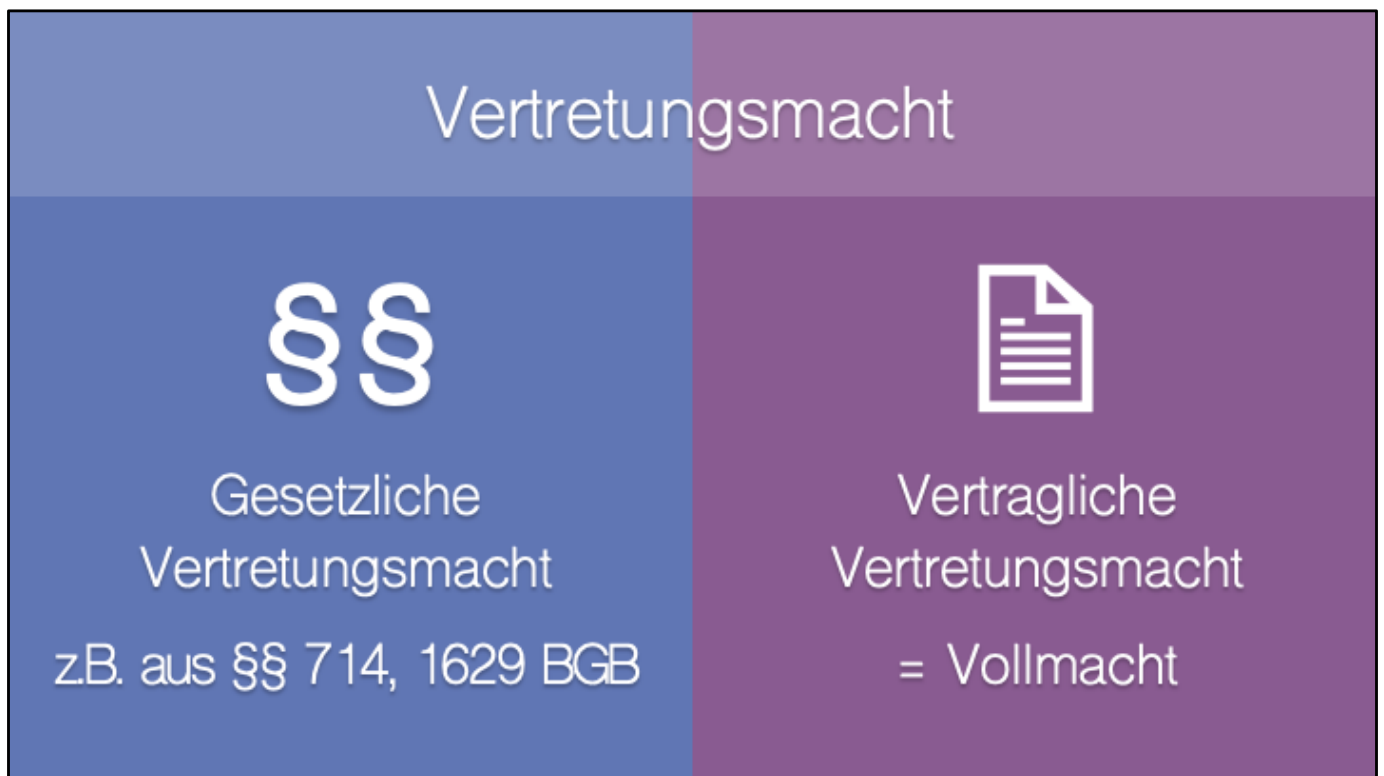 Vertretungsmacht
§§
Gesetzliche
Vertretungsmacht
z.B. aus §§ 714, 1629 BGB
Vertragliche
Vertretungsmacht
= Vollmacht